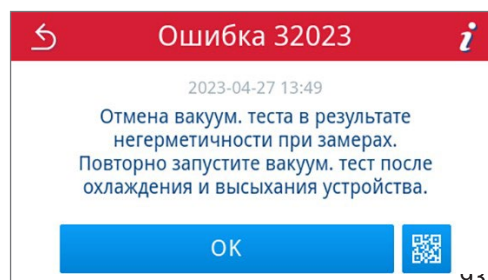 Ошибка 32023
2023-04-27 13:49
Отмена вакуум. теста в результате
негерметичности при замерах.
Повторно запустите вакуум. тест после
охлаждения и высыхания устройства.
OK